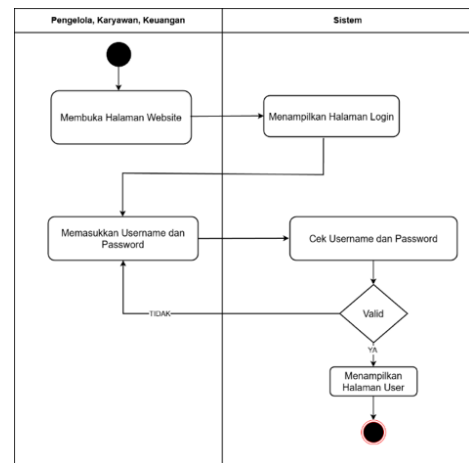 Pengelola, Karyawan, Keuangan
Sistem
Membuka Halaman Website
Menampilkan Halaman Login
Memasukkan Username dan
Password
Cek Username dan Password
Valid
TIDAK
YA
Menampilkan
Halaman User